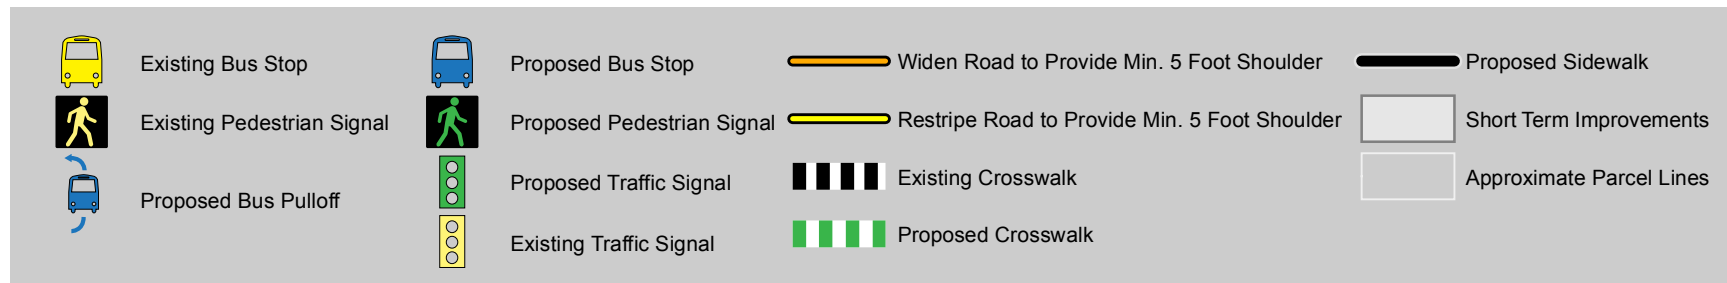 Existing Bus Stop
Existing Pedestrian Signal
Proposed Bus Pulloff
Proposed Bus Stop
Proposed Pedestrian Signal
Proposed Traffic Signal
Existing Traffic Signal
Widen Road to Provide Min. 5 Foot Shoulder
Restripe Road to Provide Min. 5 Foot Shoulder
Existing Crosswalk
Proposed Crosswalk
Proposed Sidewalk
Short Term Improvements
Approximate Parcel Lines